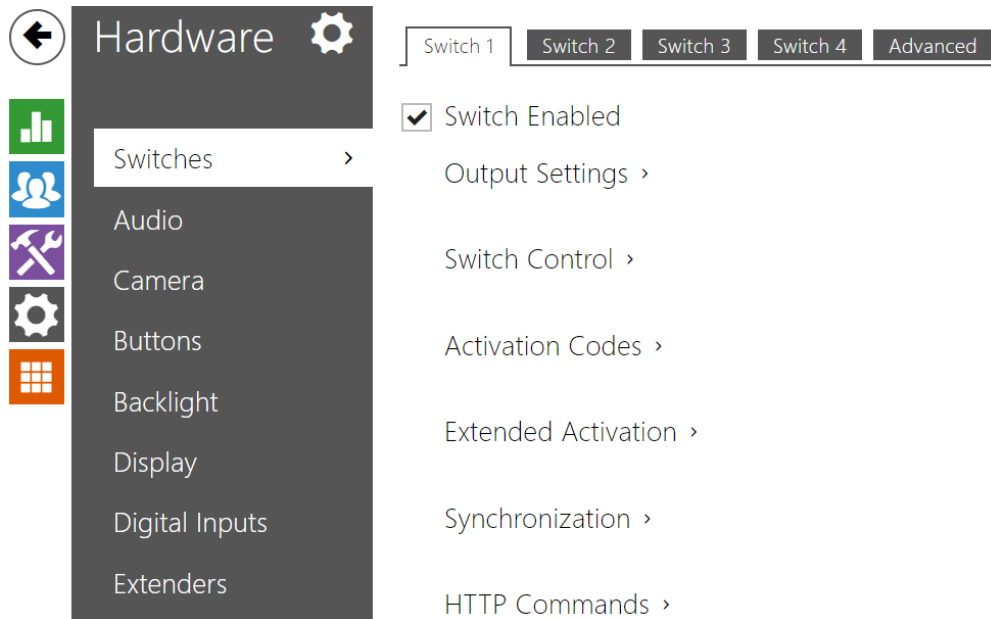 Hardware
Switches
Audio
Camera
Buttons
Backlight
Display
Digital Inputs
Extenders
Switch 1 Switch 2 Switch 3 Switch 4 Advanced
Switch Enabled
Output Settings
Switch Control
Activation Codes
Extended Activation
Synchronization
HTTP Commands